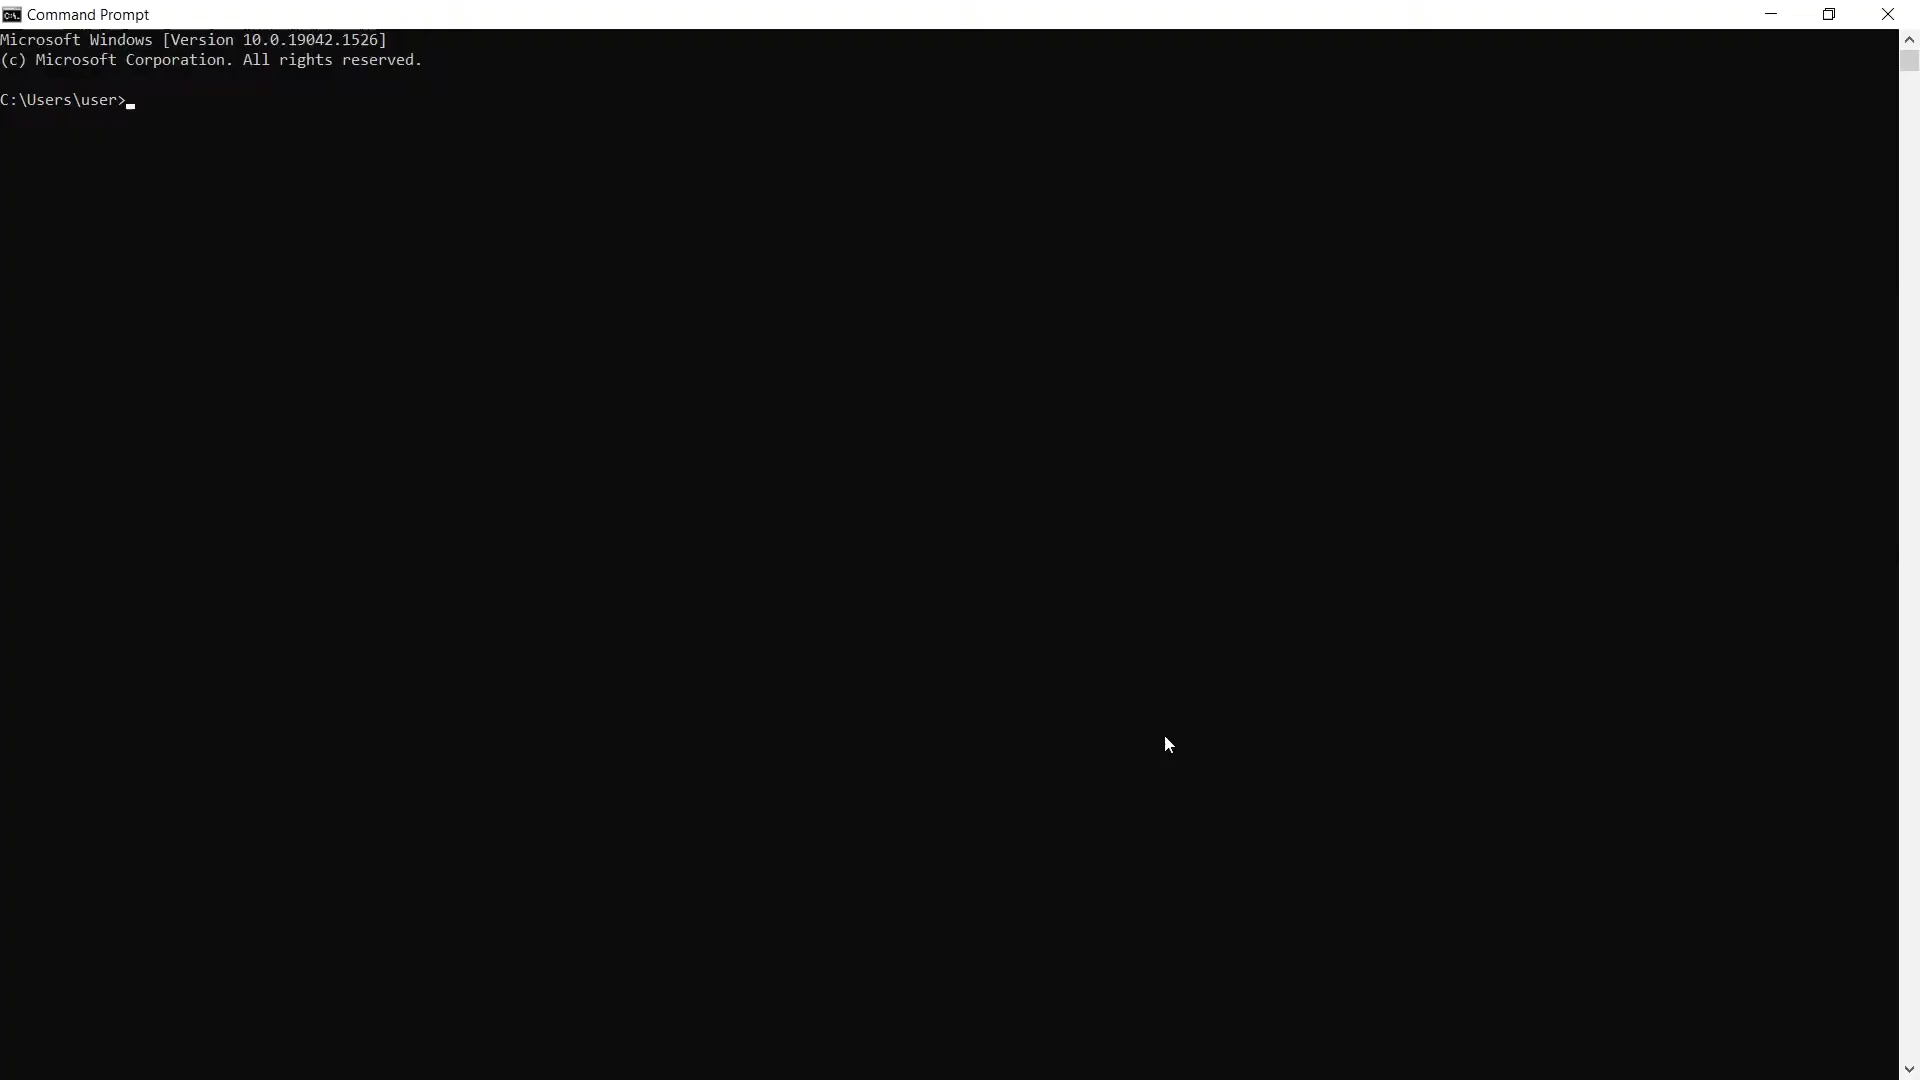 Command Prompt
Microsoft Windows [Version 10.0.19042.1526]
(c) Microsoft Corporation. All rights reserved.
C:\Users\user>